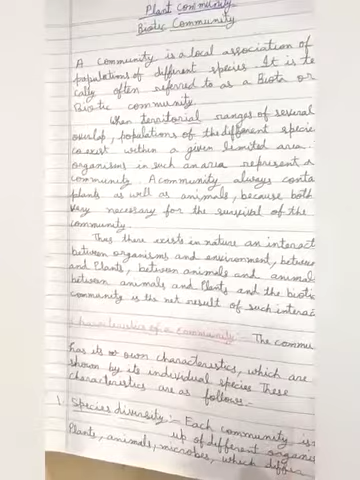 Plant Community
Biotic Community
A community is a local association of
populations of different species. It is te
cally often referred to as a Biota or
Biotic community.
When territorial ranges of several
overlap, populations of the different specie
coexist within a given limited area.
organisms in such an area represent a
community. A community always conta
plants as well as animals, because both
very necessary for the survival of the
community.
Thus there exists in nature an interact
between organisms and environment, betwee
and Plants, between animals and animal
between animals and Plants and the biotic
community is the net result of such interac
Characteristics of a Community:- The commu
has its own characteristics, which are
shown by its individual species These
characteristics are as follows:-
1. Species diversity:- Each community is
up of different organis
Plants, animals, microbes, which differ